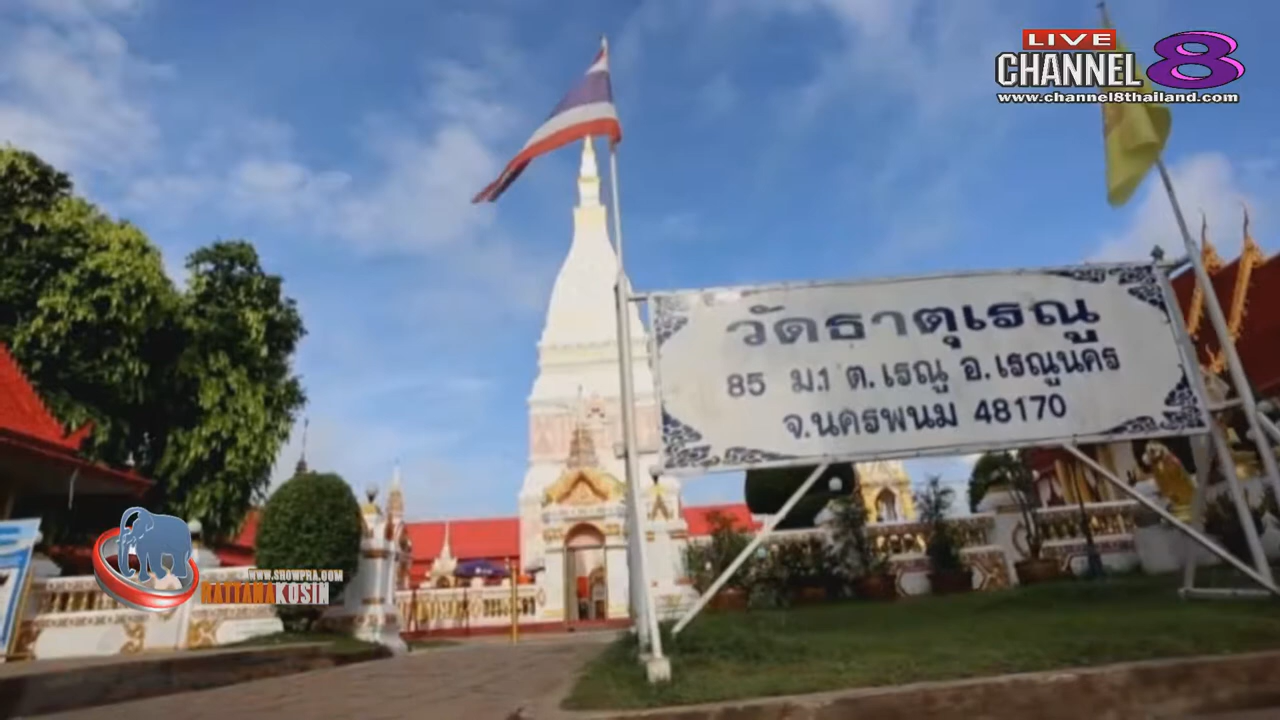 LIVE
CHANNEL 8
www.channel8thailand.com
วัดธาตุเรณู
85 ม.1 ต.เรณู อ.เรณูนคร
จ.นครพนม 48170
WWW.SHOWPRA.COM
RATTANAKOSIN